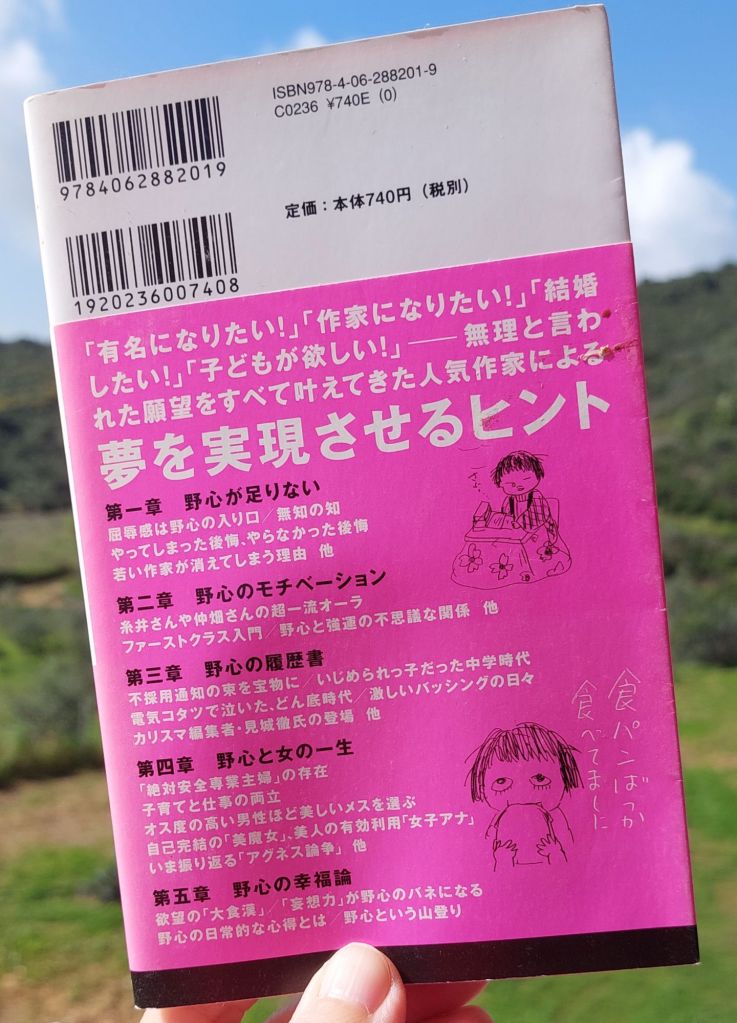 ISBN978-4-06-288201-9
C0236 ¥740E (0)
9784062882019
定価：本体740円（税別）
1920236007408
「有名になりたい!」「作家になりたい!」「結婚
したい!」「子どもが欲しい!」――無理と言わ
れた願望をすべて叶えてきた人気作家による
夢を実現させるヒント
第一章 野心が足りない
屈辱感は野心の入り口／無知の知
やってしまった後悔、やらなかった後悔
若い作家が消えてしまう理由 他
第二章 野心のモチベーション
糸井さんや仲畑さんの超一流オーラ
ファーストクラス入門／野心と強運の不思議な関係 他
第三章 野心の履歴書
不採用通知の束を宝物に／いじめられっ子だった中学時代
電気コタツで泣いた、どん底時代／激しいバッシングの日々
カリスマ編集者・見城徹氏の登場 他
第四章 野心と女の一生
「絶対安全専業主婦」の存在
子育てと仕事の両立
オス度の高い男性ほど美しいメスを選ぶ
自己完結の「美魔女」、美人の有効利用「女子アナ」
いま振り返る「アグネス論争」 他
食パンばっか
食べてました
第五章 野心の幸福論
欲望の「大食漢」／「妄想力」が野心のバネになる
野心の日常的な心得とは／野心という山登り